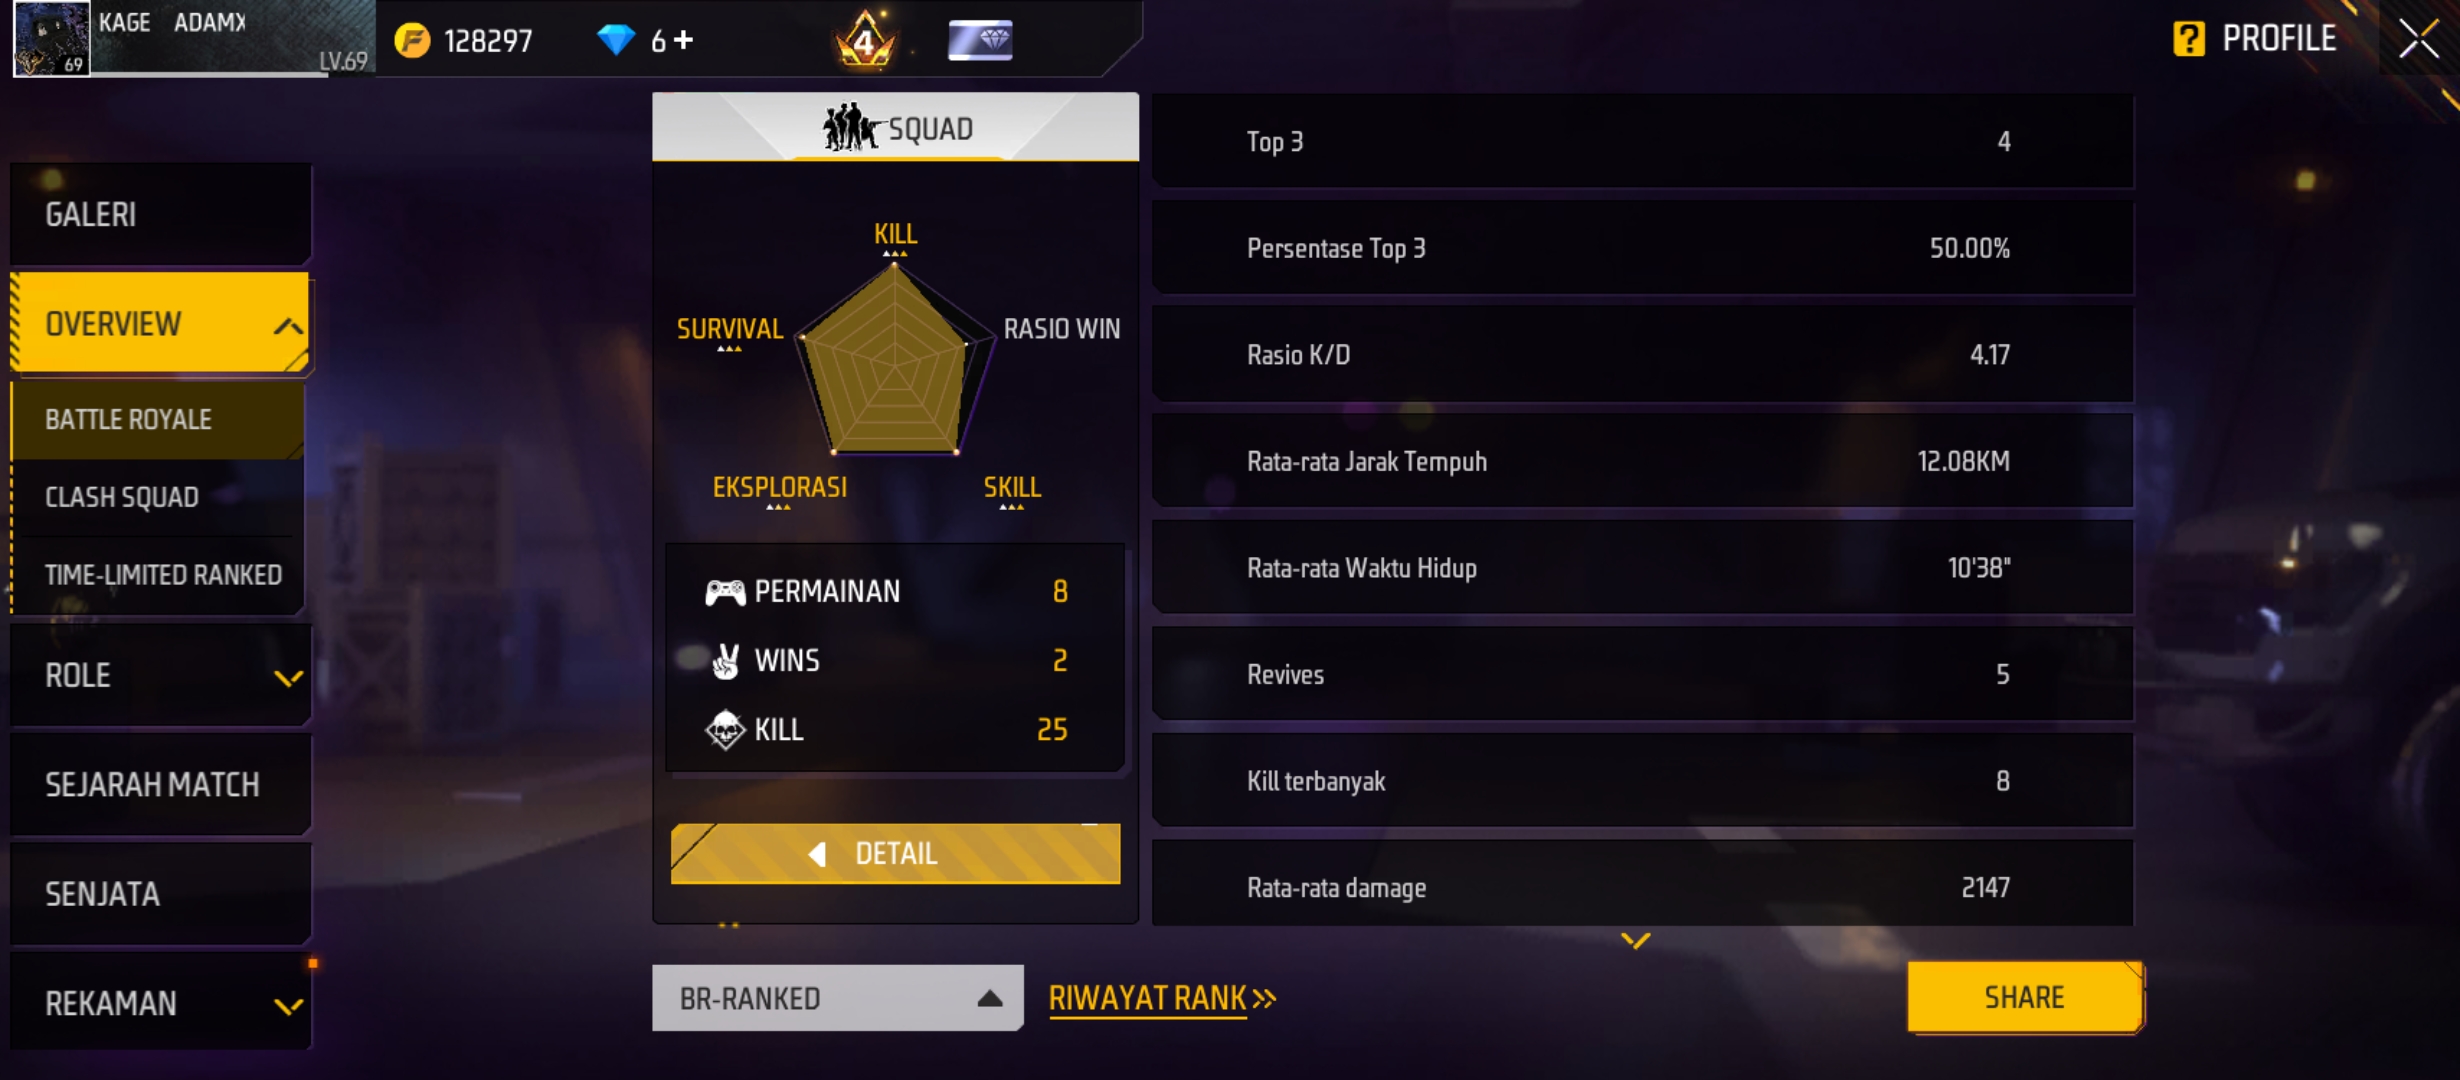 KAGE ADAMX
69
LV.69
128297
6+
4
PROFILE
GALERI
OVERVIEW
BATTLE ROYALE
CLASH SQUAD
TIME-LIMITED RANKED
ROLE
SEJARAH MATCH
SENJATA
REKAMAN
SQUAD
KILL
SURVIVAL
RASIO WIN
EKSPLORASI
SKILL
PERMAINAN 8
WINS 2
KILL 25
DETAIL
BR-RANKED
RIWAYAT RANK
Top 3 4
Persentase Top 3 50.00%
Rasio K/D 4.17
Rata-rata Jarak Tempuh 12.08KM
Rata-rata Waktu Hidup 10'38"
Revives 5
Kill terbanyak 8
Rata-rata damage 2147
SHARE